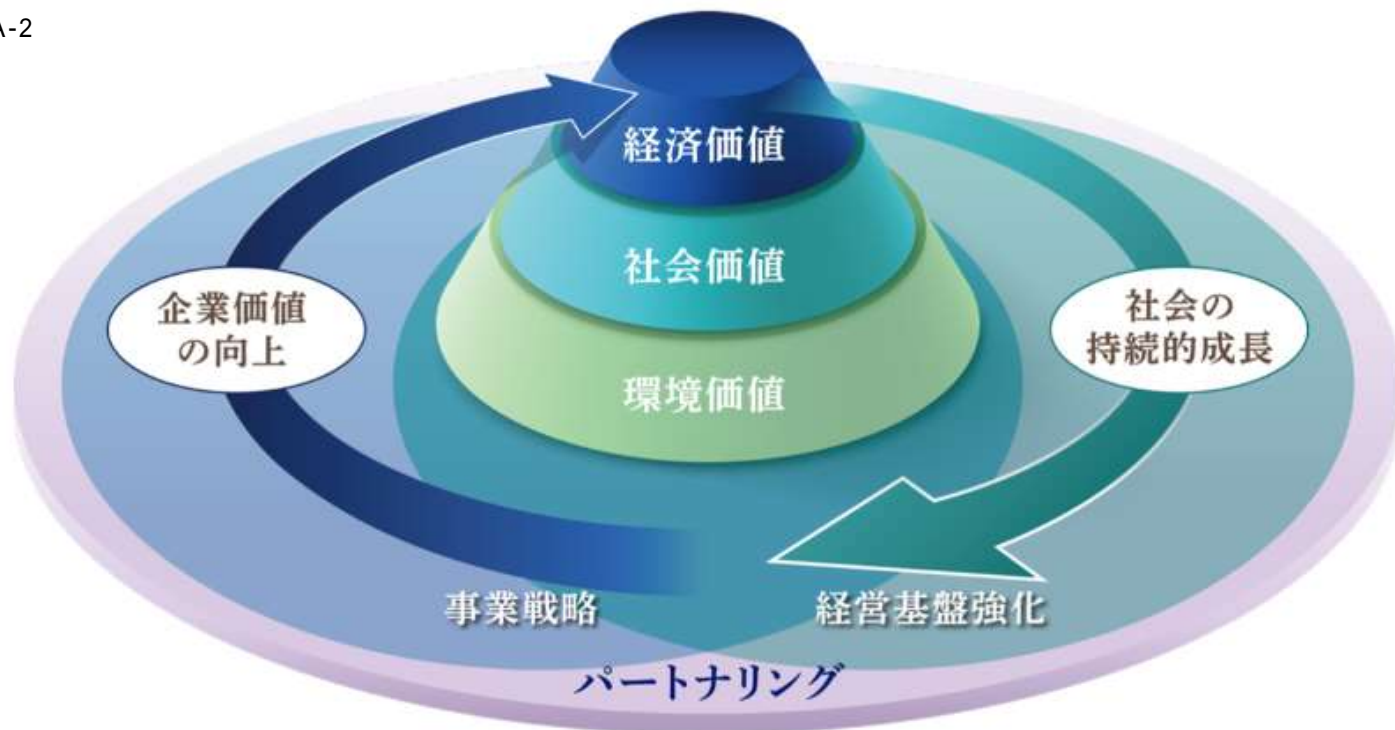 A-2
経済価値
社会価値
環境価値
企業価値
の向上
社会の
持続的成長
事業戦略
経営基盤強化
パートナリング